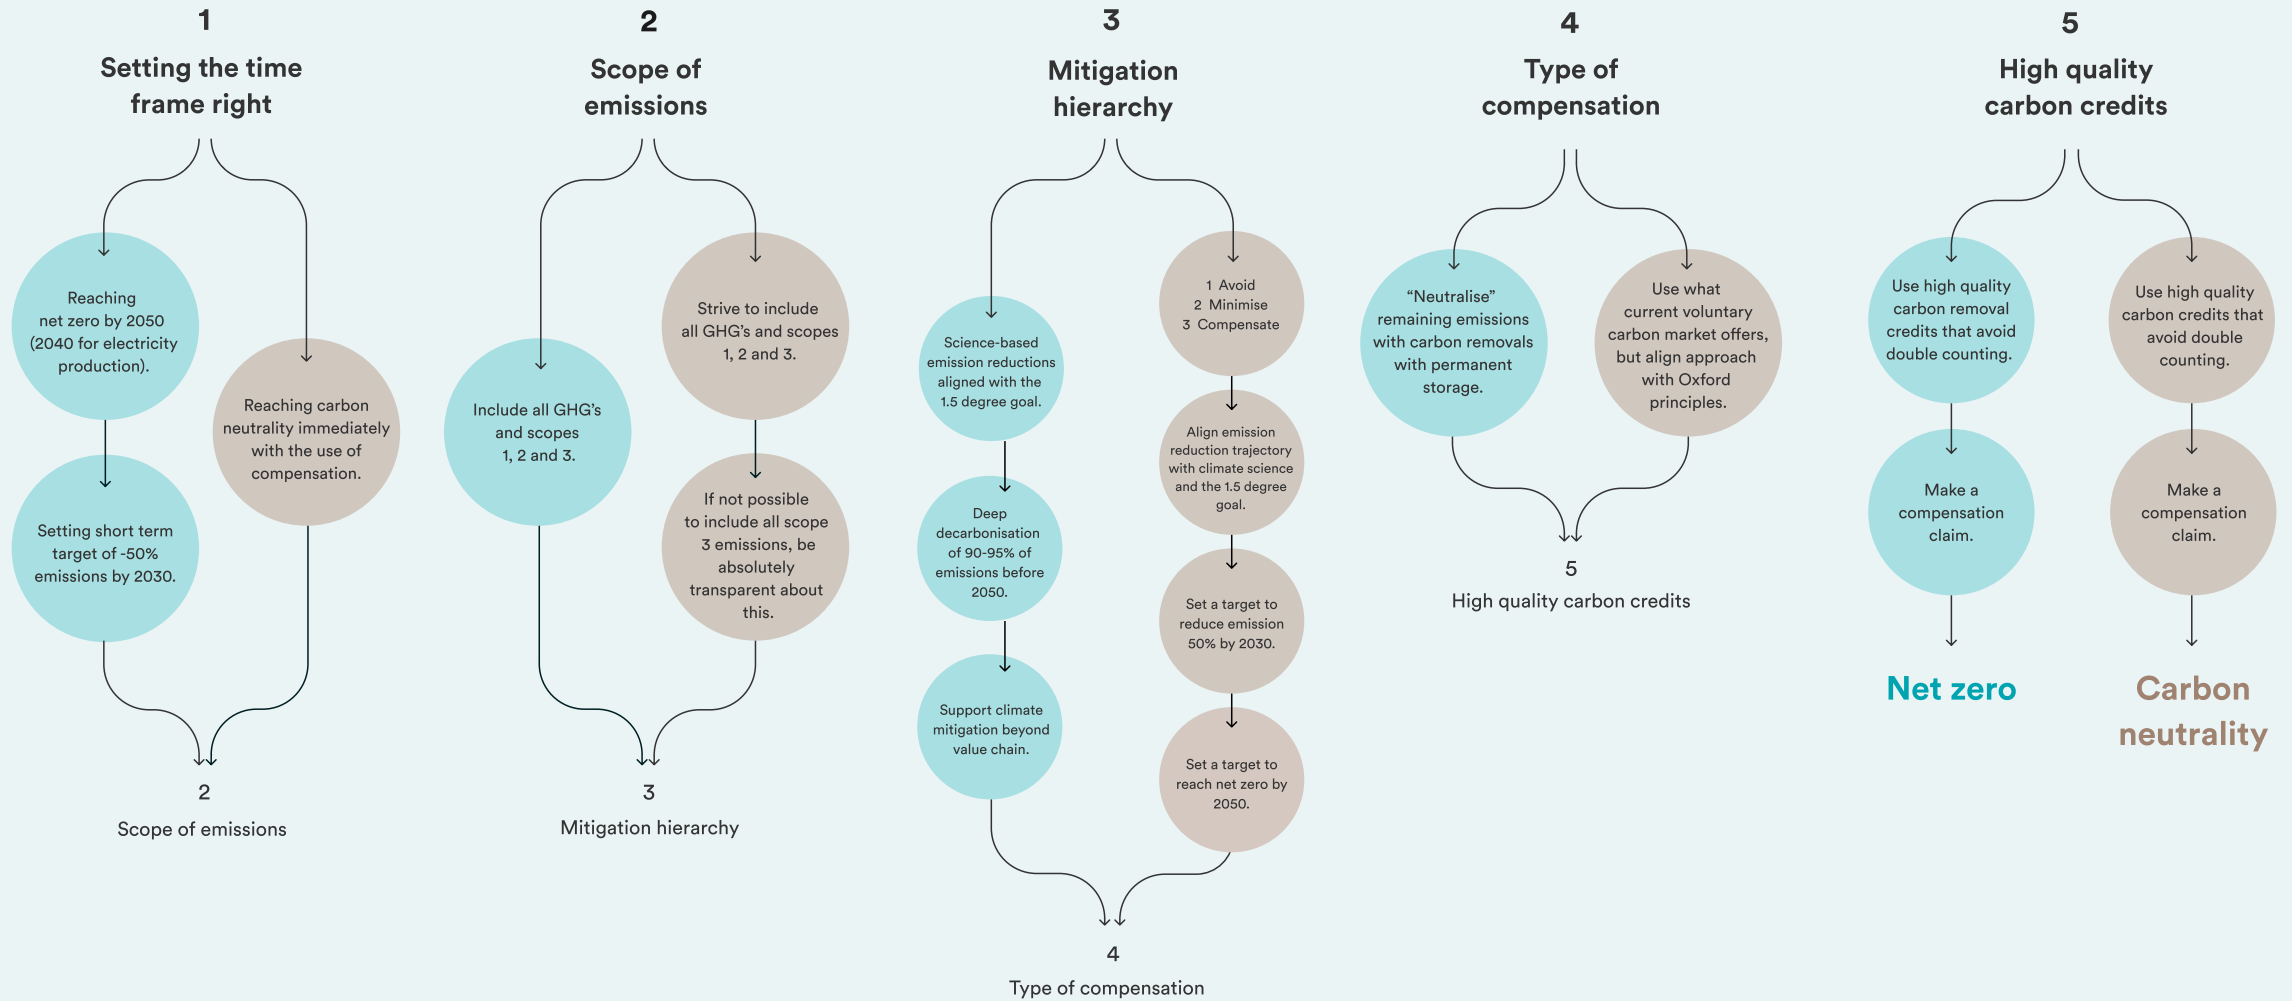 1
Setting the time
frame right
Reaching
net zero by 2050
(2040 for electricity
production).
Setting short term
target of -50%
emissions by 2030.
Reaching carbon
neutrality immediately
with the use of
compensation.
2
Scope of emissions
2
Scope of
emissions
Include all GHG's
and scopes
1, 2 and 3.
Strive to include
all GHG's and scopes
1, 2 and 3.
If not possible
to include all scope
3 emissions, be
absolutely
transparent about
this.
3
Mitigation hierarchy
3
Mitigation
hierarchy
Science-based
emission reductions
aligned with the
1.5 degree goal.
Deep
decarbonisation
of 90-95% of
emissions before
2050.
Support climate
mitigation beyond
value chain.
1 Avoid
2 Minimise
3 Compensate
Align emission
reduction trajectory
with climate science
and the 1.5 degree
goal.
Set a target to
reduce emission
50% by 2030.
Set a target to
reach net zero by
2050.
4
Type of compensation
4
Type of
compensation
“Neutralise”
remaining emissions
with carbon removals
with permanent
storage.
Use what
current voluntary
carbon market offers,
but align approach
with Oxford
principles.
5
High quality carbon credits
5
High quality
carbon credits
Use high quality
carbon removal
credits that avoid
double counting.
Make a
compensation
claim.
Net zero
Use high quality
carbon credits that
avoid double
counting.
Make a
compensation
claim.
Carbon
neutrality